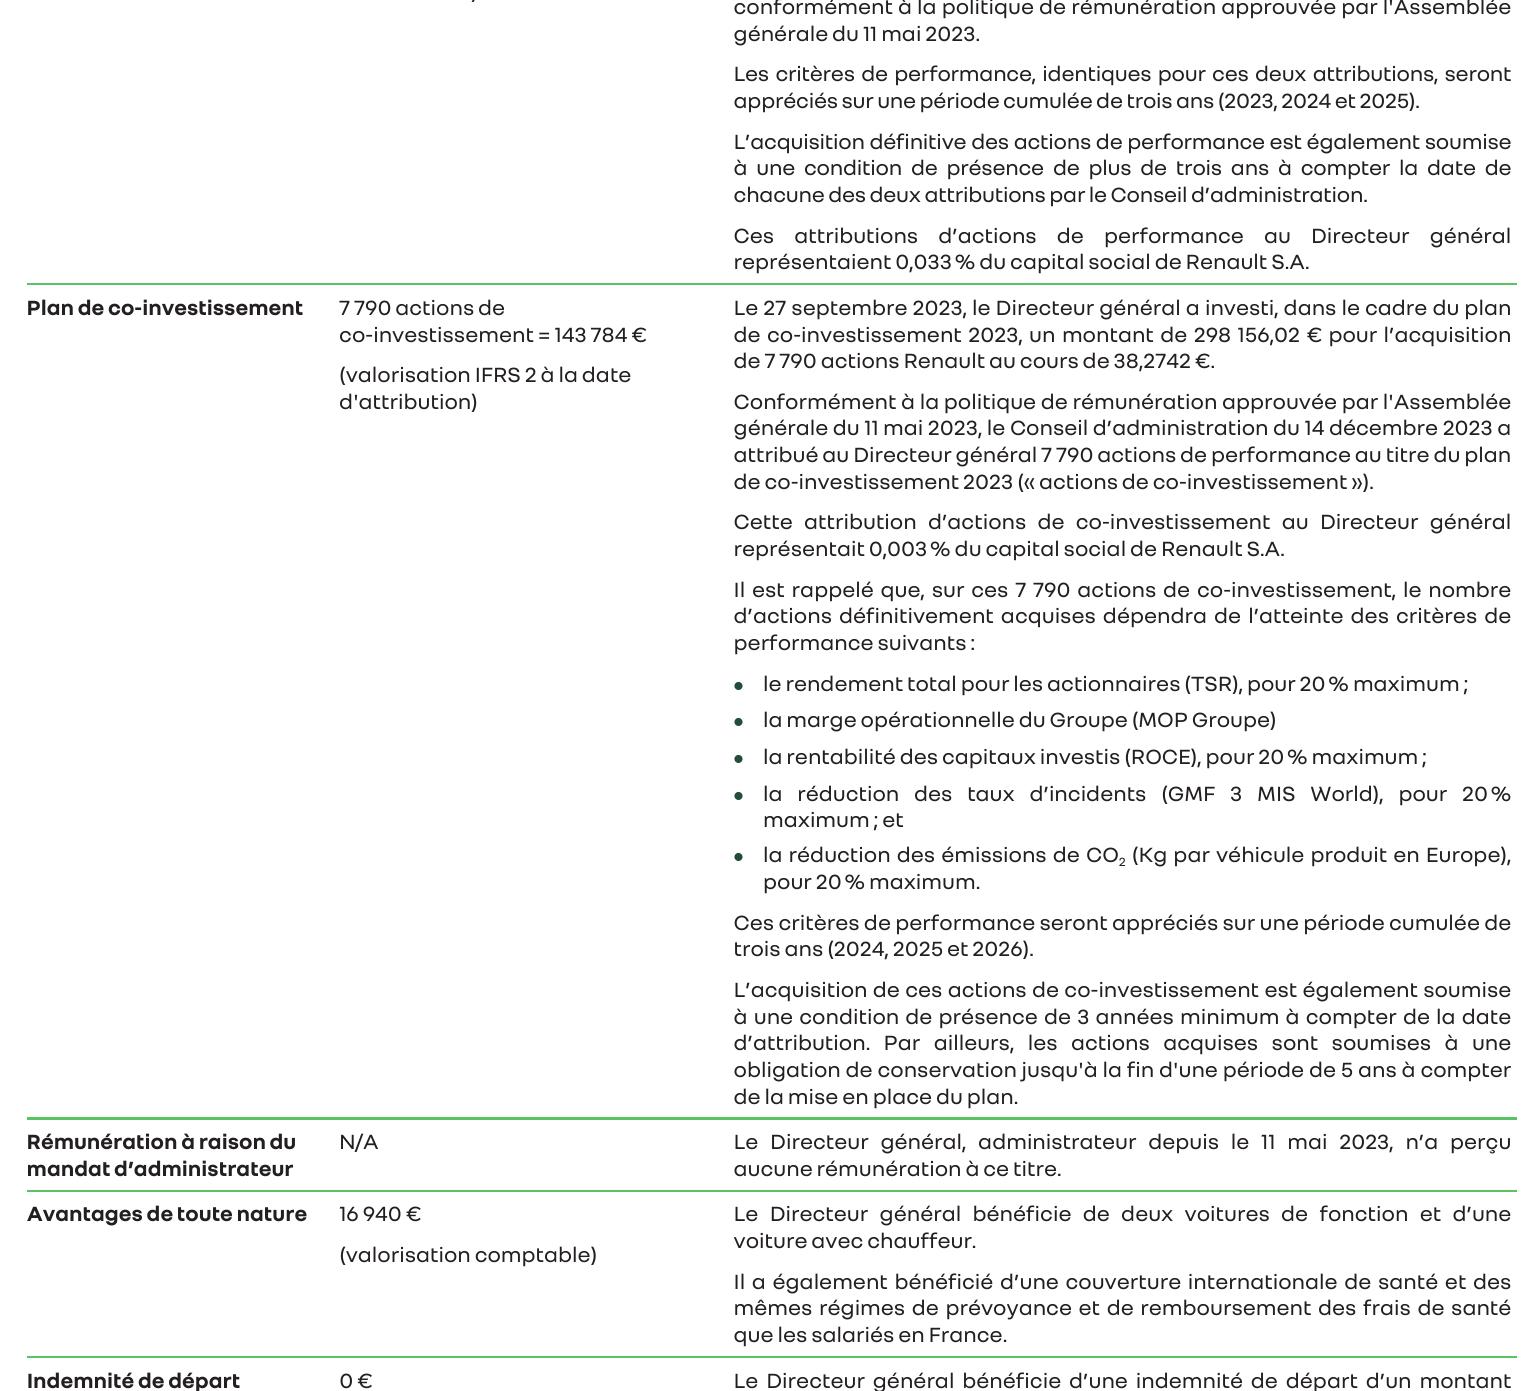 conformément à la politique de rémunération approuvée par l'Assemblée
générale du 11 mai 2023.
Les critères de performance, identiques pour ces deux attributions, seront
appréciés sur une période cumulée de trois ans (2023, 2024 et 2025).
L’acquisition définitive des actions de performance est également soumise
à une condition de présence de plus de trois ans à compter la date de
chacune des deux attributions par le Conseil d’administration.
Ces attributions d’actions de performance au Directeur général
représentaient 0,033 % du capital social de Renault S.A.
Plan de co-investissement
7 790 actions de
co-investissement = 143 784 €
(valorisation IFRS 2 à la date
d'attribution)
Le 27 septembre 2023, le Directeur général a investi, dans le cadre du plan
de co-investissement 2023, un montant de 298 156,02 € pour l’acquisition
de 7 790 actions Renault au cours de 38,2742 €.
Conformément à la politique de rémunération approuvée par l'Assemblée
générale du 11 mai 2023, le Conseil d’administration du 14 décembre 2023 a
attribué au Directeur général 7 790 actions de performance au titre du plan
de co-investissement 2023 (« actions de co-investissement »).
Cette attribution d’actions de co-investissement au Directeur général
représentait 0,003 % du capital social de Renault S.A.
Il est rappelé que, sur ces 7 790 actions de co-investissement, le nombre
d’actions définitivement acquises dépendra de l’atteinte des critères de
performance suivants :
• le rendement total pour les actionnaires (TSR), pour 20 % maximum ;
• la marge opérationnelle du Groupe (MOP Groupe)
• la rentabilité des capitaux investis (ROCE), pour 20 % maximum ;
• la réduction des taux d’incidents (GMF 3 MIS World), pour 20 %
maximum ; et
• la réduction des émissions de CO₂ (Kg par véhicule produit en Europe),
pour 20 % maximum.
Ces critères de performance seront appréciés sur une période cumulée de
trois ans (2024, 2025 et 2026).
L’acquisition de ces actions de co-investissement est également soumise
à une condition de présence de 3 années minimum à compter de la date
d’attribution. Par ailleurs, les actions acquises sont soumises à une
obligation de conservation jusqu'à la fin d'une période de 5 ans à compter
de la mise en place du plan.
Rémunération à raison du
mandat d’administrateur
N/A
Le Directeur général, administrateur depuis le 11 mai 2023, n’a perçu
aucune rémunération à ce titre.
Avantages de toute nature
16 940 €
(valorisation comptable)
Le Directeur général bénéficie de deux voitures de fonction et d’une
voiture avec chauffeur.
Il a également bénéficié d’une couverture internationale de santé et des
mêmes régimes de prévoyance et de remboursement des frais de santé
que les salariés en France.
Indemnité de départ
0 €
Le Directeur général bénéficie d’une indemnité de départ d’un montant